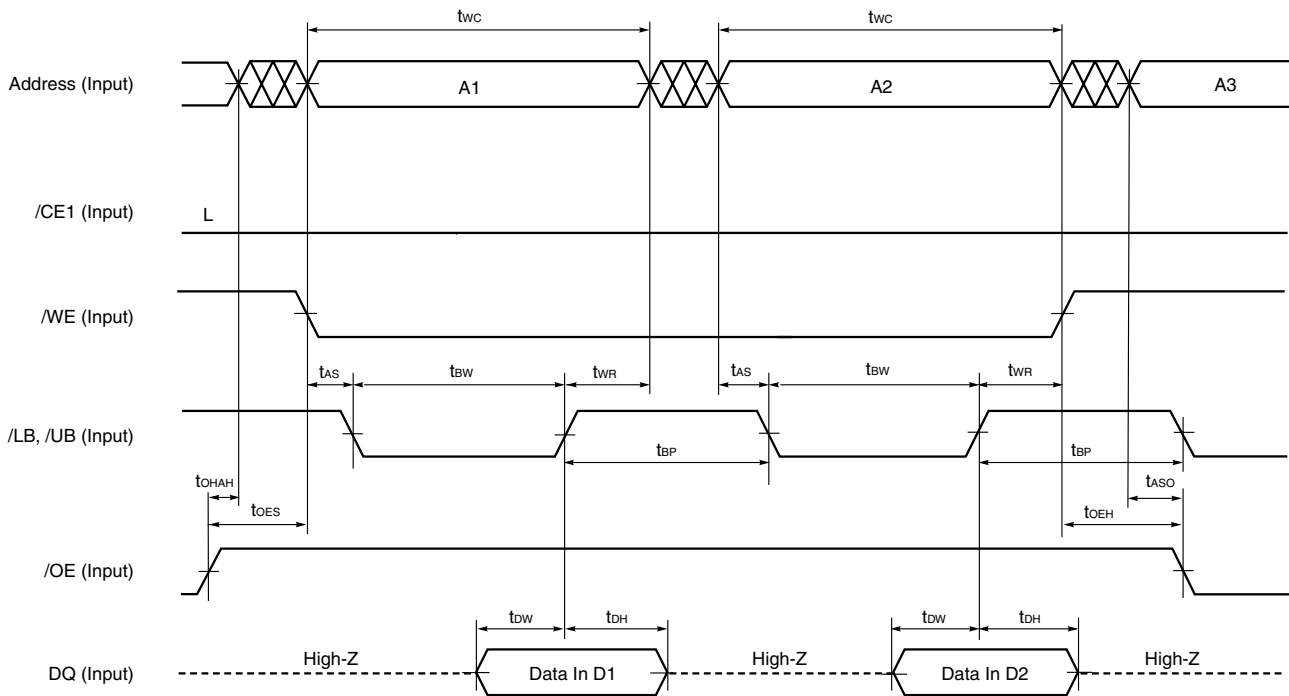 tWC tWC
Address (Input) A1 A2 A3
/CE1 (Input) L
/WE (Input)
tAS tBW tWR tAS tBW tWR
/LB, /UB (Input)
tBP tBP
tOHAH tASO
tOES tOEH
/OE (Input)
tDW tDH tDW tDH
DQ (Input) High-Z Data In D1 High-Z Data In D2 High-Z